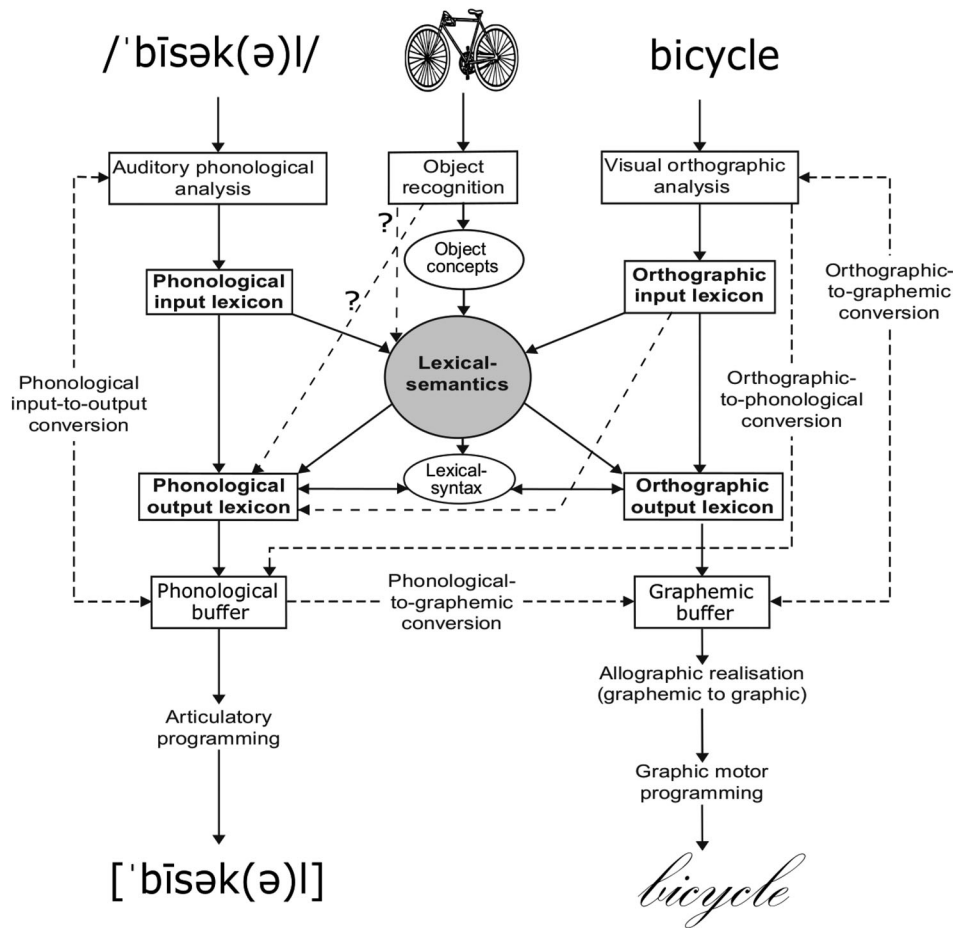 /ˈbīsək(ə)l/
bicycle
Auditory phonological
analysis
Object
recognition
Visual orthographic
analysis
?
Object
concepts
Phonological
input lexicon
Orthographic
input lexicon
Orthographic-
to-graphemic
conversion
?
Lexical-
semantics
Phonological
input-to-output
conversion
Orthographic-
to-phonological
conversion
Phonological
output lexicon
Lexical-
syntax
Orthographic
output lexicon
Phonological
buffer
Phonological-
to-graphemic
conversion
Graphemic
buffer
Allographic realisation
(graphemic to graphic)
Articulatory
programming
Graphic motor
programming
[ˈbīsək(ə)l]
bicycle